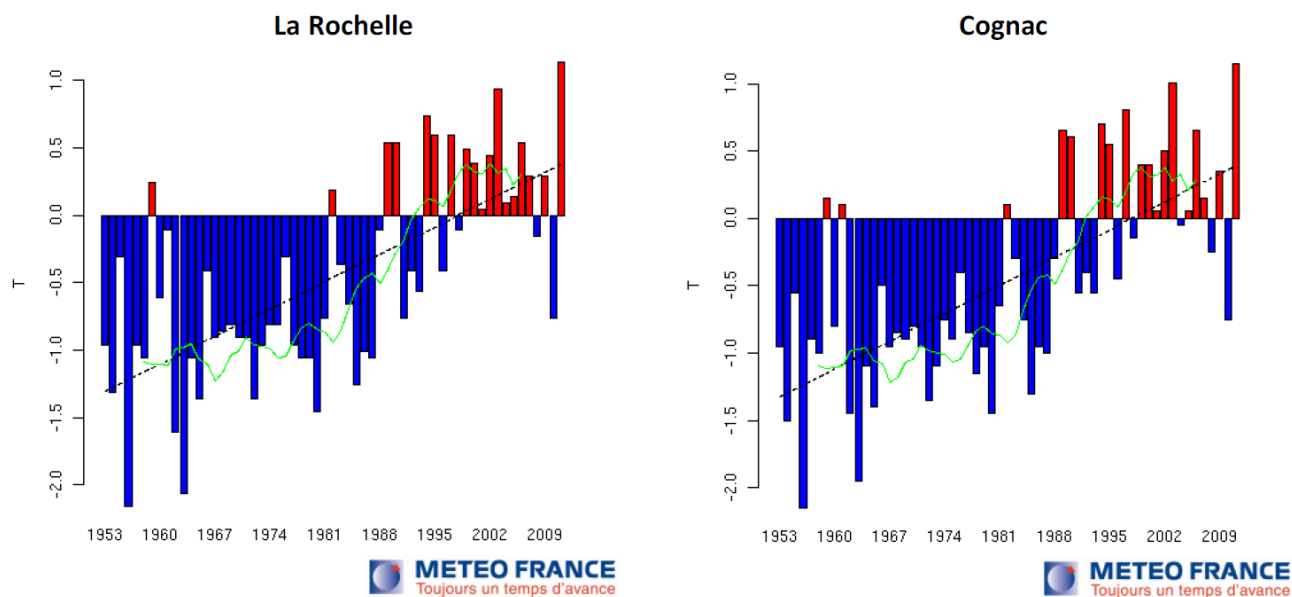 La Rochelle
T
1.0
0.5
0.0
-0.5
-1.0
-1.5
-2.0
1953 1960 1967 1974 1981 1988 1995 2002 2009
METEO FRANCE
Toujours un temps d'avance
Cognac
T
1.0
0.5
0.0
-0.5
-1.0
-1.5
-2.0
1953 1960 1967 1974 1981 1988 1995 2002 2009
METEO FRANCE
Toujours un temps d'avance